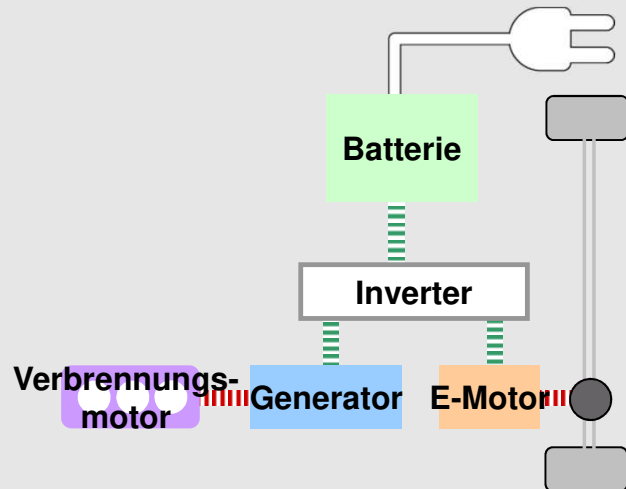 Batterie
Inverter
Verbrennungs-
motor
Generator
E-Motor